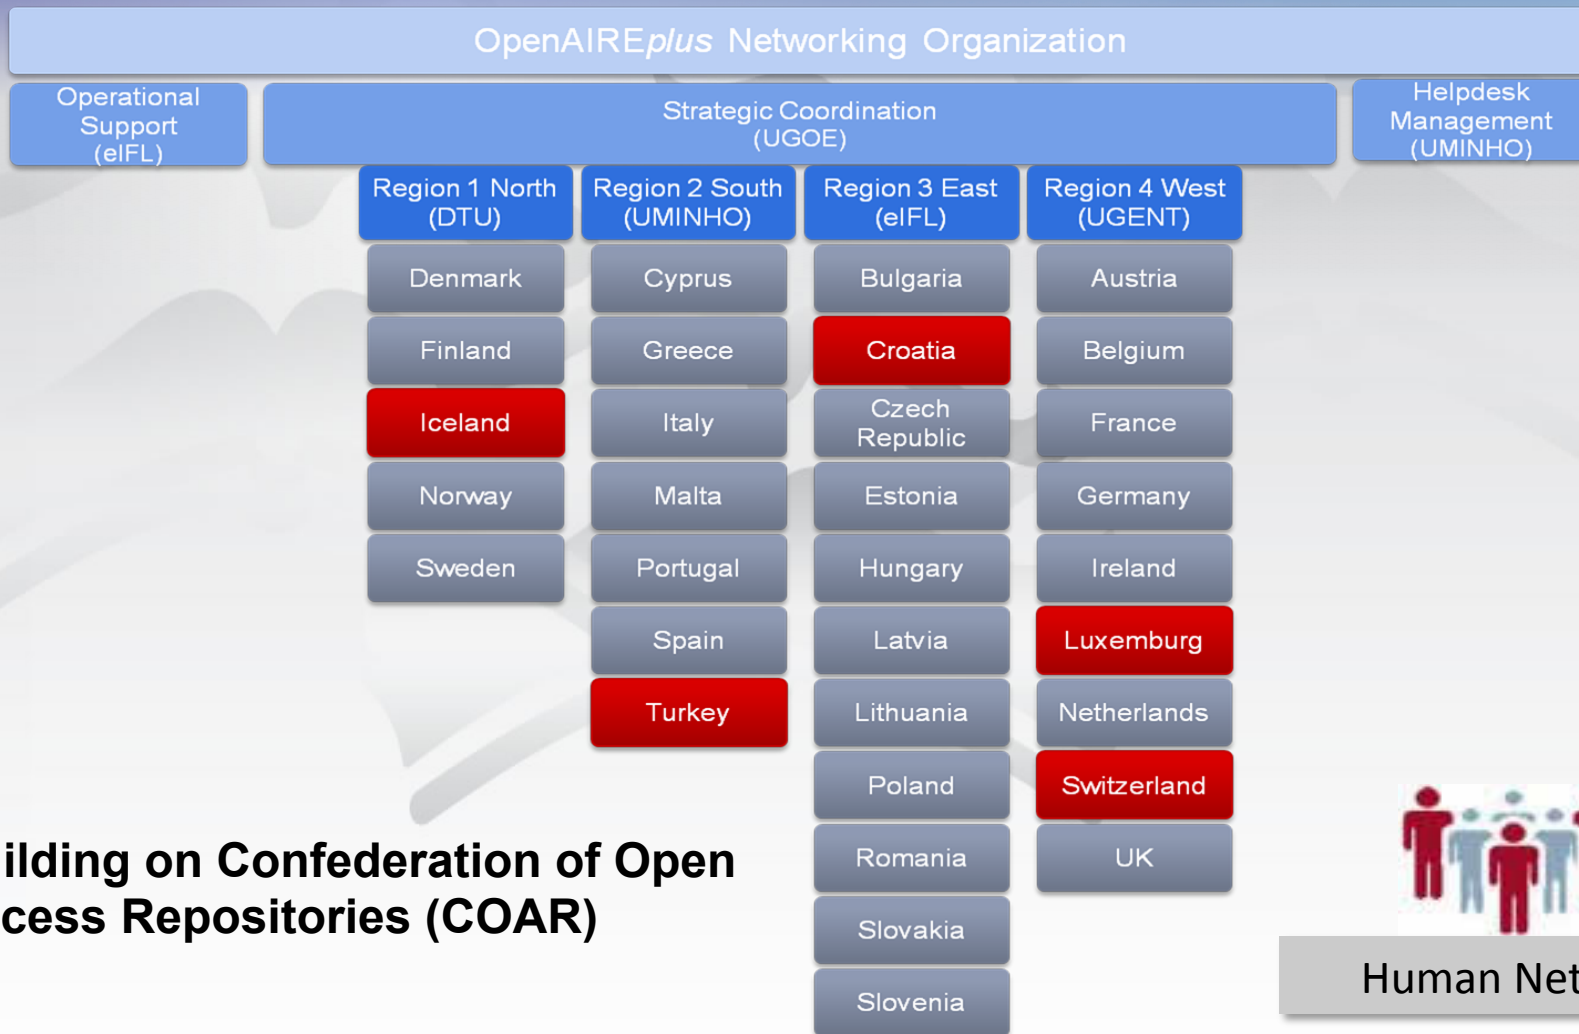 OpenAIREplus Networking Organization
Operational
Support
(eIFL)
Strategic Coordination
(UGOE)
Helpdesk
Management
(UMINHO)
Region 1 North
(DTU)
Denmark
Finland
Iceland
Norway
Sweden
Region 2 South
(UMINHO)
Cyprus
Greece
Italy
Malta
Portugal
Spain
Turkey
Region 3 East
(eIFL)
Bulgaria
Croatia
Czech
Republic
Estonia
Hungary
Latvia
Lithuania
Poland
Romania
Slovakia
Slovenia
Region 4 West
(UGENT)
Austria
Belgium
France
Germany
Ireland
Luxemburg
Netherlands
Switzerland
UK
ilding on Confederation of Open
cess Repositories (COAR)
Human Net